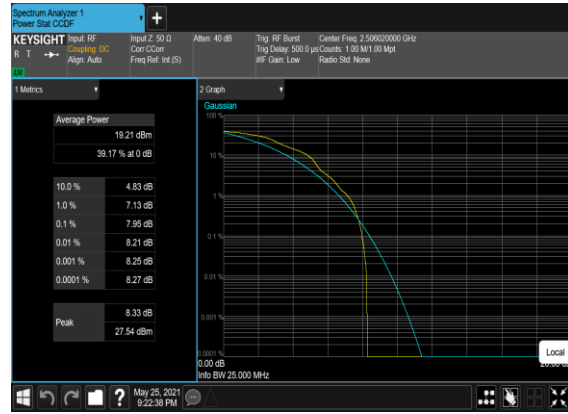 Spectrum Analyzer 1
Power Stat CCDF
KEYSIGHT
R T
LXI
Input: RF
Coupling: DC
Align: Auto
Input Z: 50 Ω
Corr CCorr
Freq Ref: Int (S)
Atten: 40 dB
Trig: RF Burst
Trig Delay: 500.0 µs
#IF Gain: Low
Center Freq: 2.506020000 GHz
Counts: 1.00 M/1.00 Mpt
Radio Std: None
1 Metrics
Average Power
19.21 dBm
39.17 % at 0 dB
10.0 % 4.83 dB
1.0 % 7.13 dB
0.1 % 7.95 dB
0.01 % 8.21 dB
0.001 % 8.25 dB
0.0001 % 8.27 dB
Peak
8.33 dB
27.54 dBm
2 Graph
Gaussian
100 %
10 %
1 %
0.1 %
0.01 %
0.001 %
0.0001 %
0.00 dB
Info BW 25.000 MHz
Local
?
May 25, 2021
9:22:38 PM